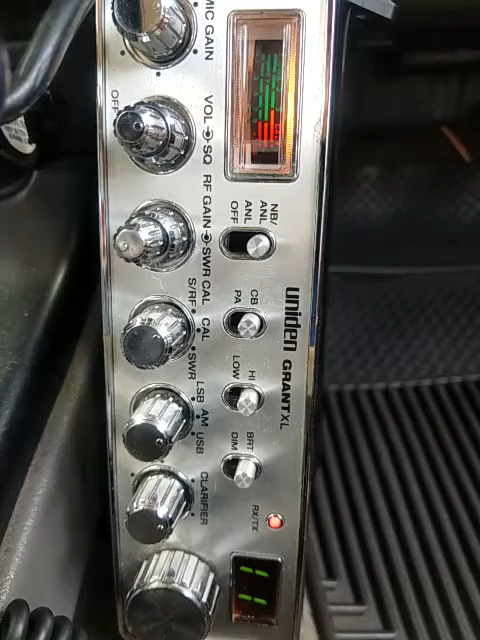 MIC GAIN
OFF
VOL SQ
RF GAIN SWR CAL
NB/
ANL
ANL
OFF
S/RF CAL SWR
CB
PA
uniden GRANT XL
HI
LOW
LSB AM USB
BRT
DIM
CLARIFIER
RX/TX
11